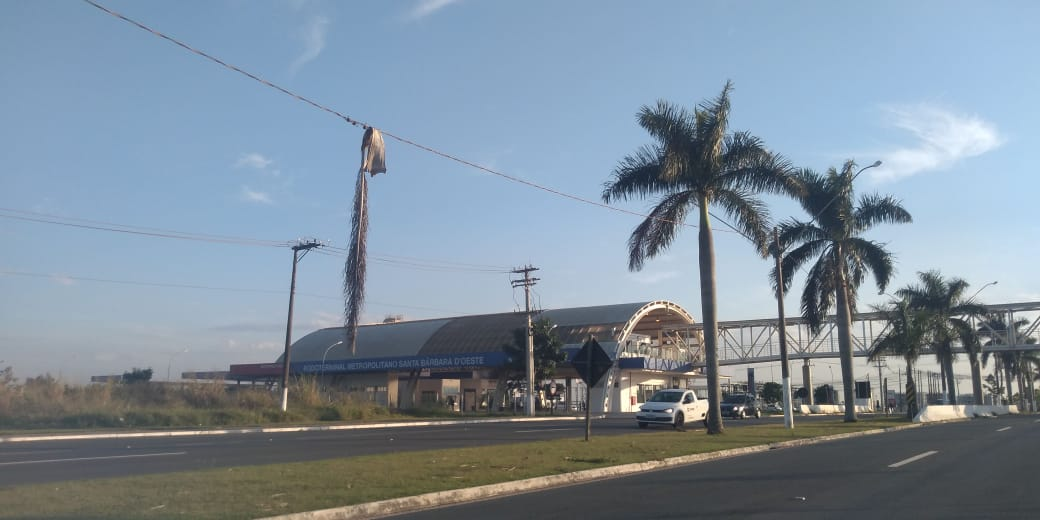 RODOTERMINAL METROPOLITANO SANTA BÁRBARA D'OESTE